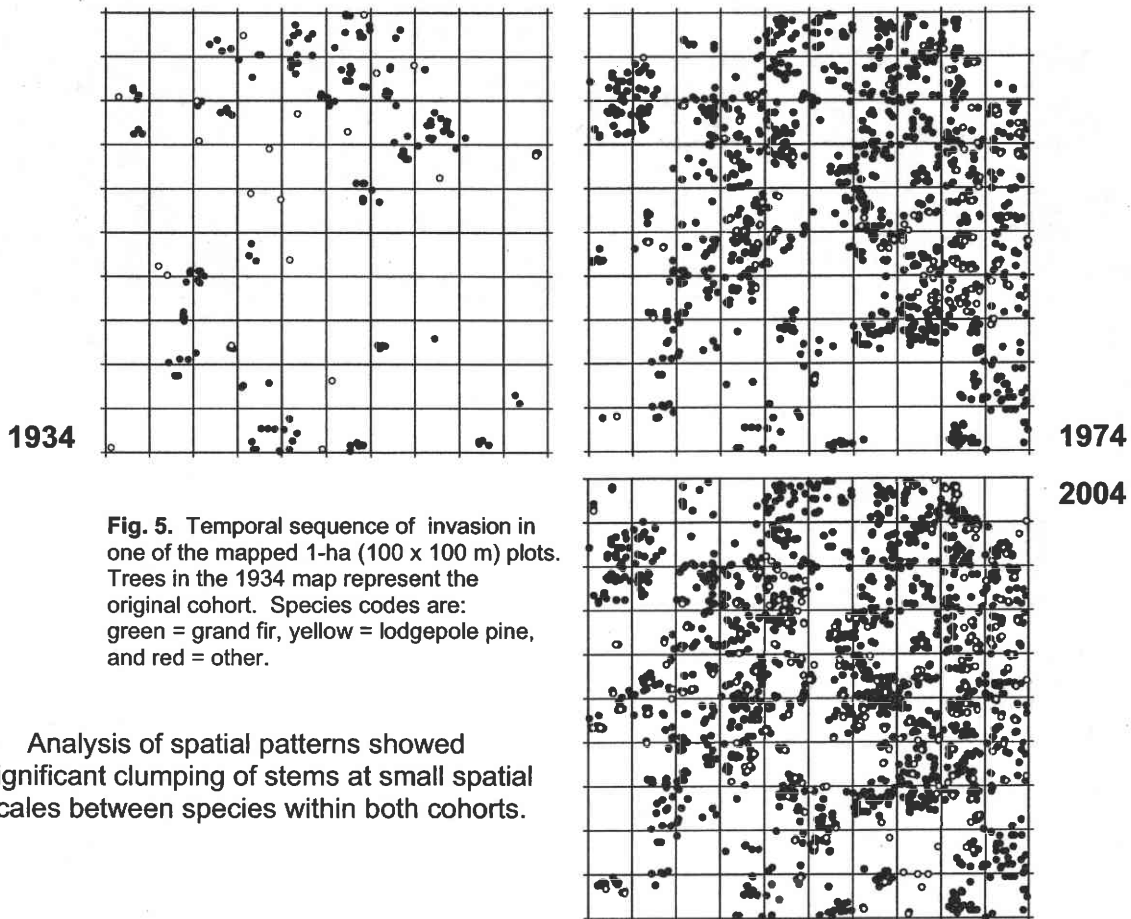 1934
1974
2004
Fig. 5. Temporal sequence of invasion in
one of the mapped 1-ha (100 x 100 m) plots.
Trees in the 1934 map represent the
original cohort. Species codes are:
green = grand fir, yellow = lodgepole pine,
and red = other.
Analysis of spatial patterns showed
ignificant clumping of stems at small spatial
cales between species within both cohorts.